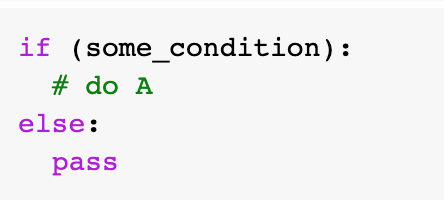 if (some_condition):
  # do A
else:
  pass